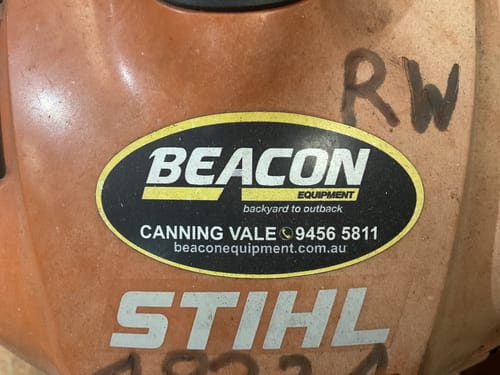 RW
BEACON
EQUIPMENT
backyard to outback
CANNING VALE 9456 5811
beaconequipment.com.au
STIHL